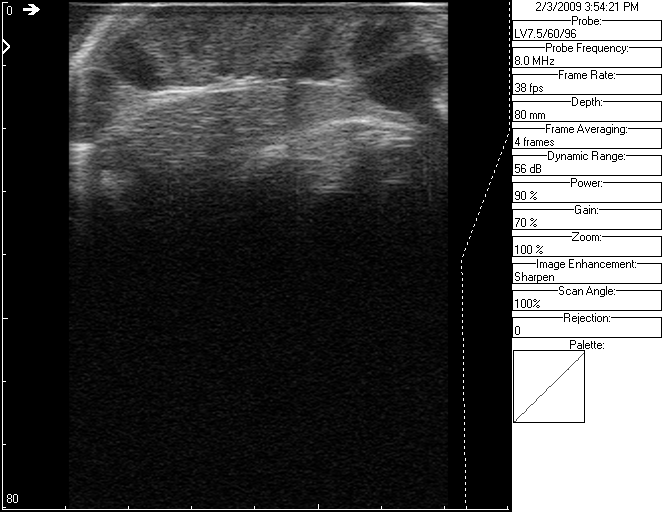 0
80
2/3/2009 3:54:21 PM
Probe:
LV7.5/60/96
Probe Frequency:
8.0 MHz
Frame Rate:
38 fps
Depth:
80 mm
Frame Averaging:
4 frames
Dynamic Range:
56 dB
Power:
90 %
Gain:
70 %
Zoom:
100 %
Image Enhancement:
Sharpen
Scan Angle:
100%
Rejection:
0
Palette: